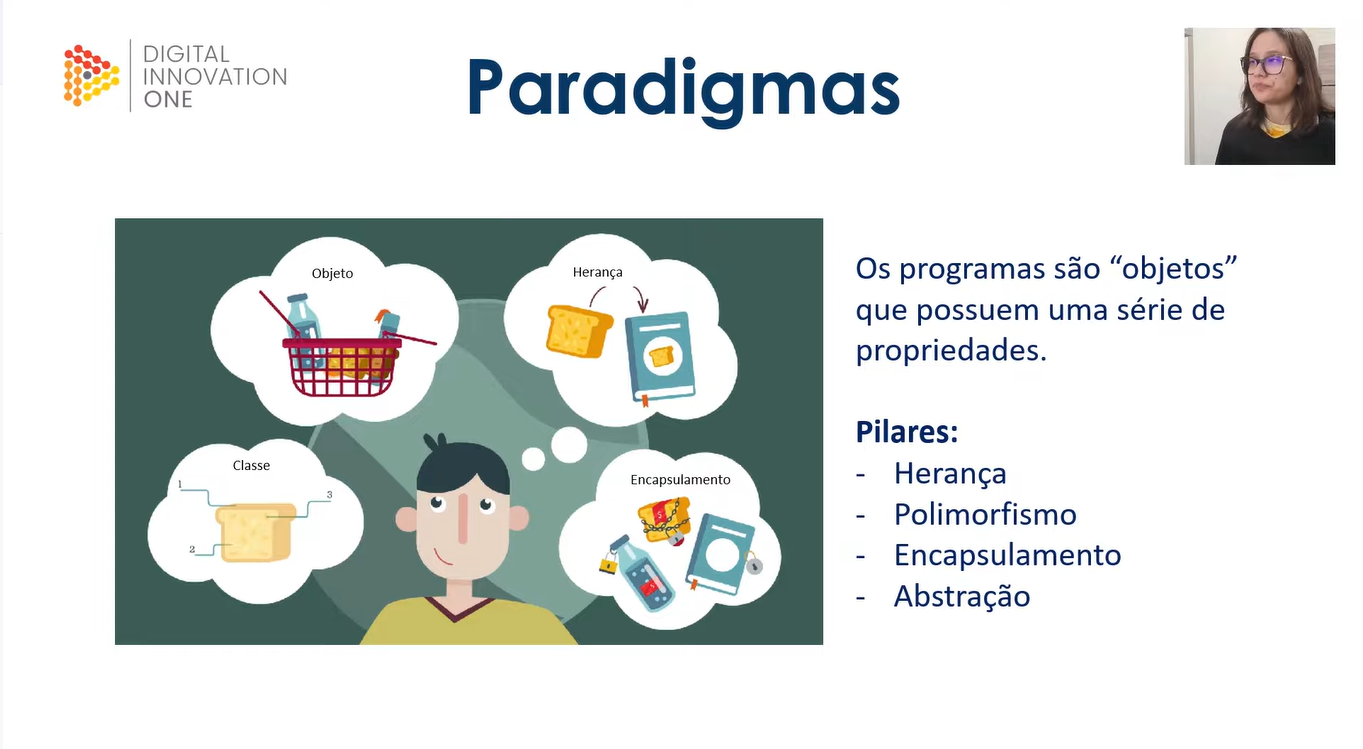 DIGITAL
INNOVATION
ONE
Paradigmas
Objeto
Herança
Classe
1
3
2
Encapsulamento
Os programas são “objetos”
que possuem uma série de
propriedades.
Pilares:
- Herança
- Polimorfismo
- Encapsulamento
- Abstração